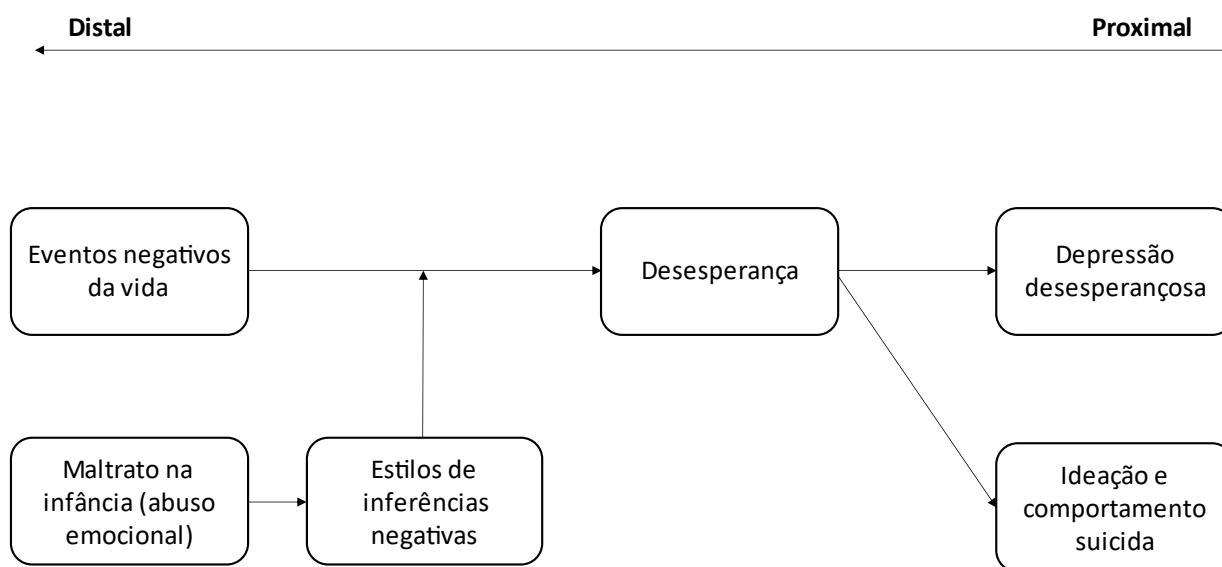 Distal
Proximal
Eventos negativos
da vida
Desesperança
Depressão
desesperançosa
Maltrato na
infância (abuso
emocional)
Estilos de
inferências
negativas
Ideação e
comportamento
suicida